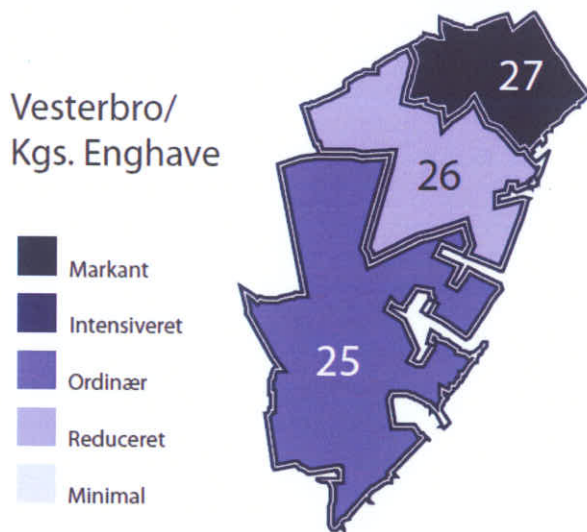 Vesterbro/
Kgs. Enghave
Markant
Intensiveret
Ordinær
Reduceret
Minimal
27
26
25